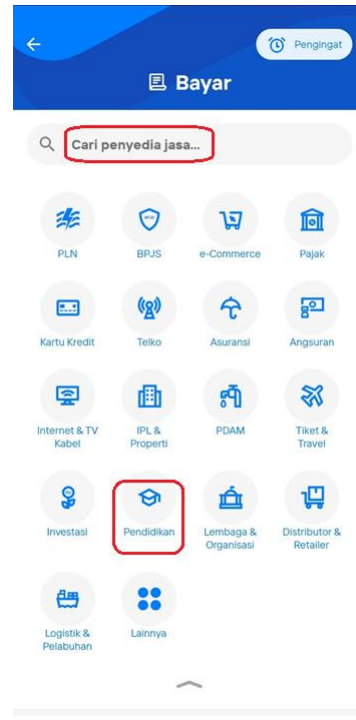 Pengingat
Bayar
Cari penyedia jasa...
PLN
BPJS
e-Commerce
Pajak
Kartu Kredit
Telko
Asuransi
Angsuran
Internet & TV
Kabel
IPL &
Properti
PDAM
Tiket &
Travel
Investasi
Pendidikan
Lembaga &
Organisasi
Distributor &
Retailer
Logistik &
Pelabuhan
Lainnya